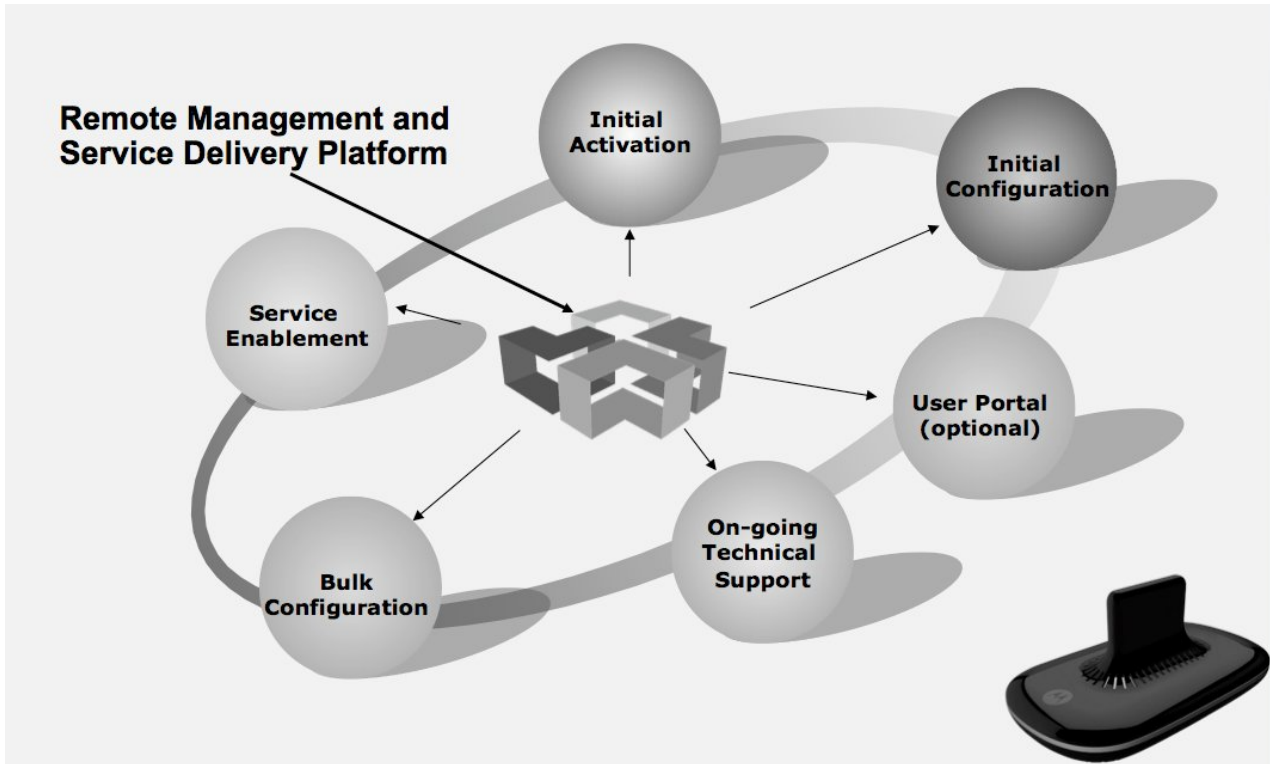 Remote Management and
Service Delivery Platform
Initial
Activation
Initial
Configuration
Service
Enablement
User Portal
(optional)
On-going
Technical
Support
Bulk
Configuration